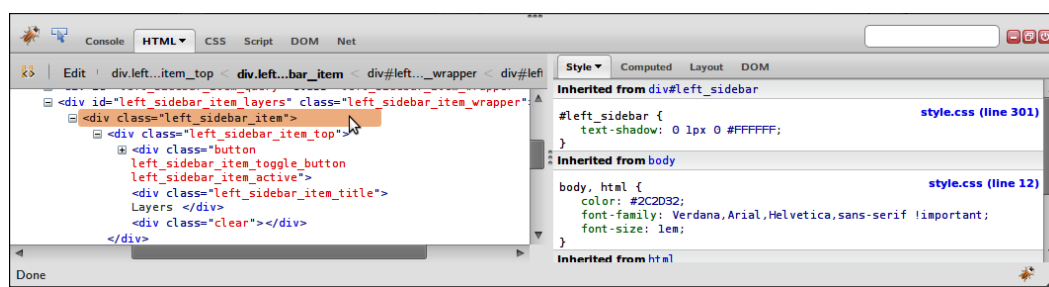 Console HTML CSS Script DOM Net
Edit div.left...item_top < div.left...bar_item < div#left..._wrapper < div#left
<div id="left_sidebar_item_layers" class="left_sidebar_item_wrapper":
<div class="left_sidebar_item">
<div class="left_sidebar_item_top">
<div class="button
left_sidebar_item_toggle_button
left_sidebar_item_active">
<div class="left_sidebar_item_title">
Layers </div>
<div class="clear"></div>
</div>
Done
Style Computed Layout DOM
Inherited from div#left_sidebar
#left_sidebar { style.css (line 301)
text-shadow: 0 1px 0 #FFFFFF;
}
Inherited from body
body, html { style.css (line 12)
color: #2C2D32;
font-family: Verdana,Arial,Helvetica,sans-serif !important;
font-size: 1em;
}
Inherited from html